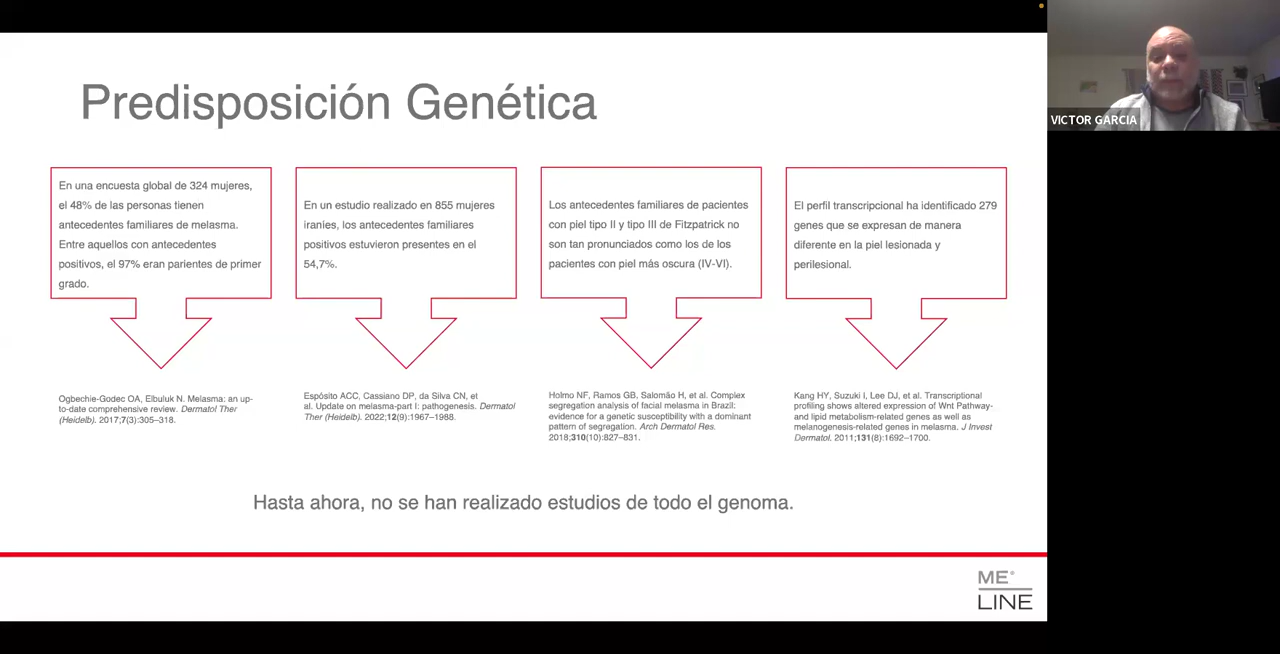 Predisposición Genética
En una encuesta global de 324 mujeres,
el 48% de las personas tienen
antecedentes familiares de melasma.
Entre aquellos con antecedentes
positivos, el 97% eran parientes de primer
grado.
En un estudio realizado en 855 mujeres
iraníes, los antecedentes familiares
positivos estuvieron presentes en el
54,7%.
Los antecedentes familiares de pacientes
con piel tipo II y tipo III de Fitzpatrick no
son tan pronunciados como los de los
pacientes con piel más oscura (IV-VI).
El perfil transcripcional ha identificado 279
genes que se expresan de manera
diferente en la piel lesionada y
perilesional.
Ogbechie-Godec OA, Elbuluk N. Melasma: an up-
to-date comprehensive review. Dermatol Ther
(Heidelb). 2017;7(3):305–318.
Espósito ACC, Cassiano DP, da Silva CN, et
al. Update on melasma-part I: pathogenesis. Dermatol
Ther (Heidelb). 2022;12(9):1967–1988.
Holmo NF, Ramos GB, Salomão H, et al. Complex
segregation analysis of facial melasma in Brazil:
evidence for a genetic susceptibility with a dominant
pattern of segregation. Arch Dermatol Res.
2018;310(10):827–831.
Kang HY, Suzuki I, Lee DJ, et al. Transcriptional
profiling shows altered expression of Wnt Pathway-
and lipid metabolism-related genes as well as
melanogenesis-related genes in melasma. J Invest
Dermatol. 2011;131(8):1692–1700.
Hasta ahora, no se han realizado estudios de todo el genoma.
ME®
LINE
VICTOR GARCIA